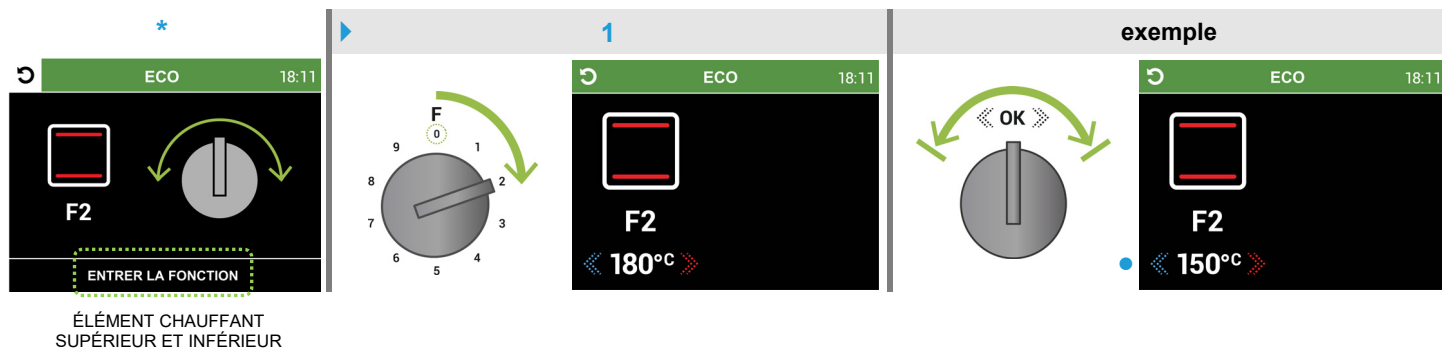 *
ECO 18:11
F2
ENTRER LA FONCTION
ÉLÉMENT CHAUFFANT
SUPÉRIEUR ET INFÉRIEUR
1
F
0
1
2
3
4
5
6
7
8
9
ECO 18:11
F2
180°C
exemple
OK
ECO 18:11
F2
150°C